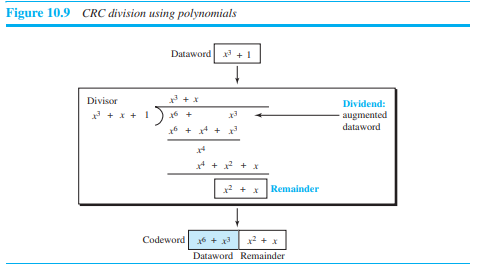 Figure 10.9 CRC division using polynomials
Dataword x³ + 1
Divisor x³ + x
x³ + x + 1 x⁶ + x³
Dividend: augmented dataword
x⁶ + x⁴ + x³
x⁴
x⁴ + x² + x
x² + x Remainder
Codeword x⁶ + x³ x² + x
Dataword Remainder